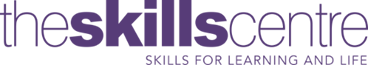 theskillscentre
SKILLS FOR LEARNING AND LIFE